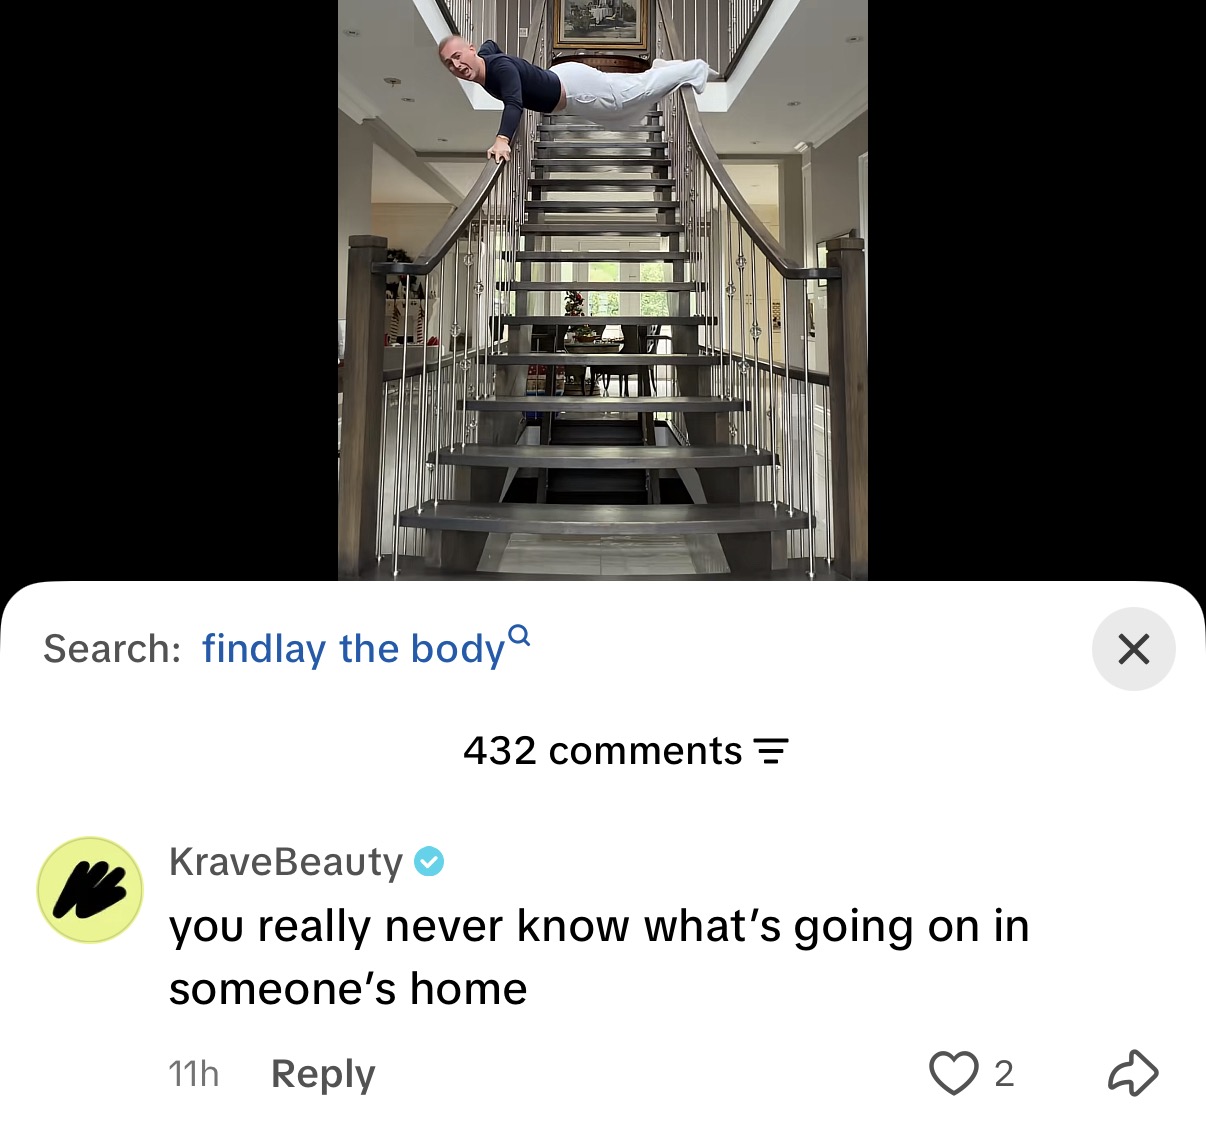 Search: findlay the body
432 comments
KraveBeauty
you really never know what’s going on in
someone’s home
11h Reply 2